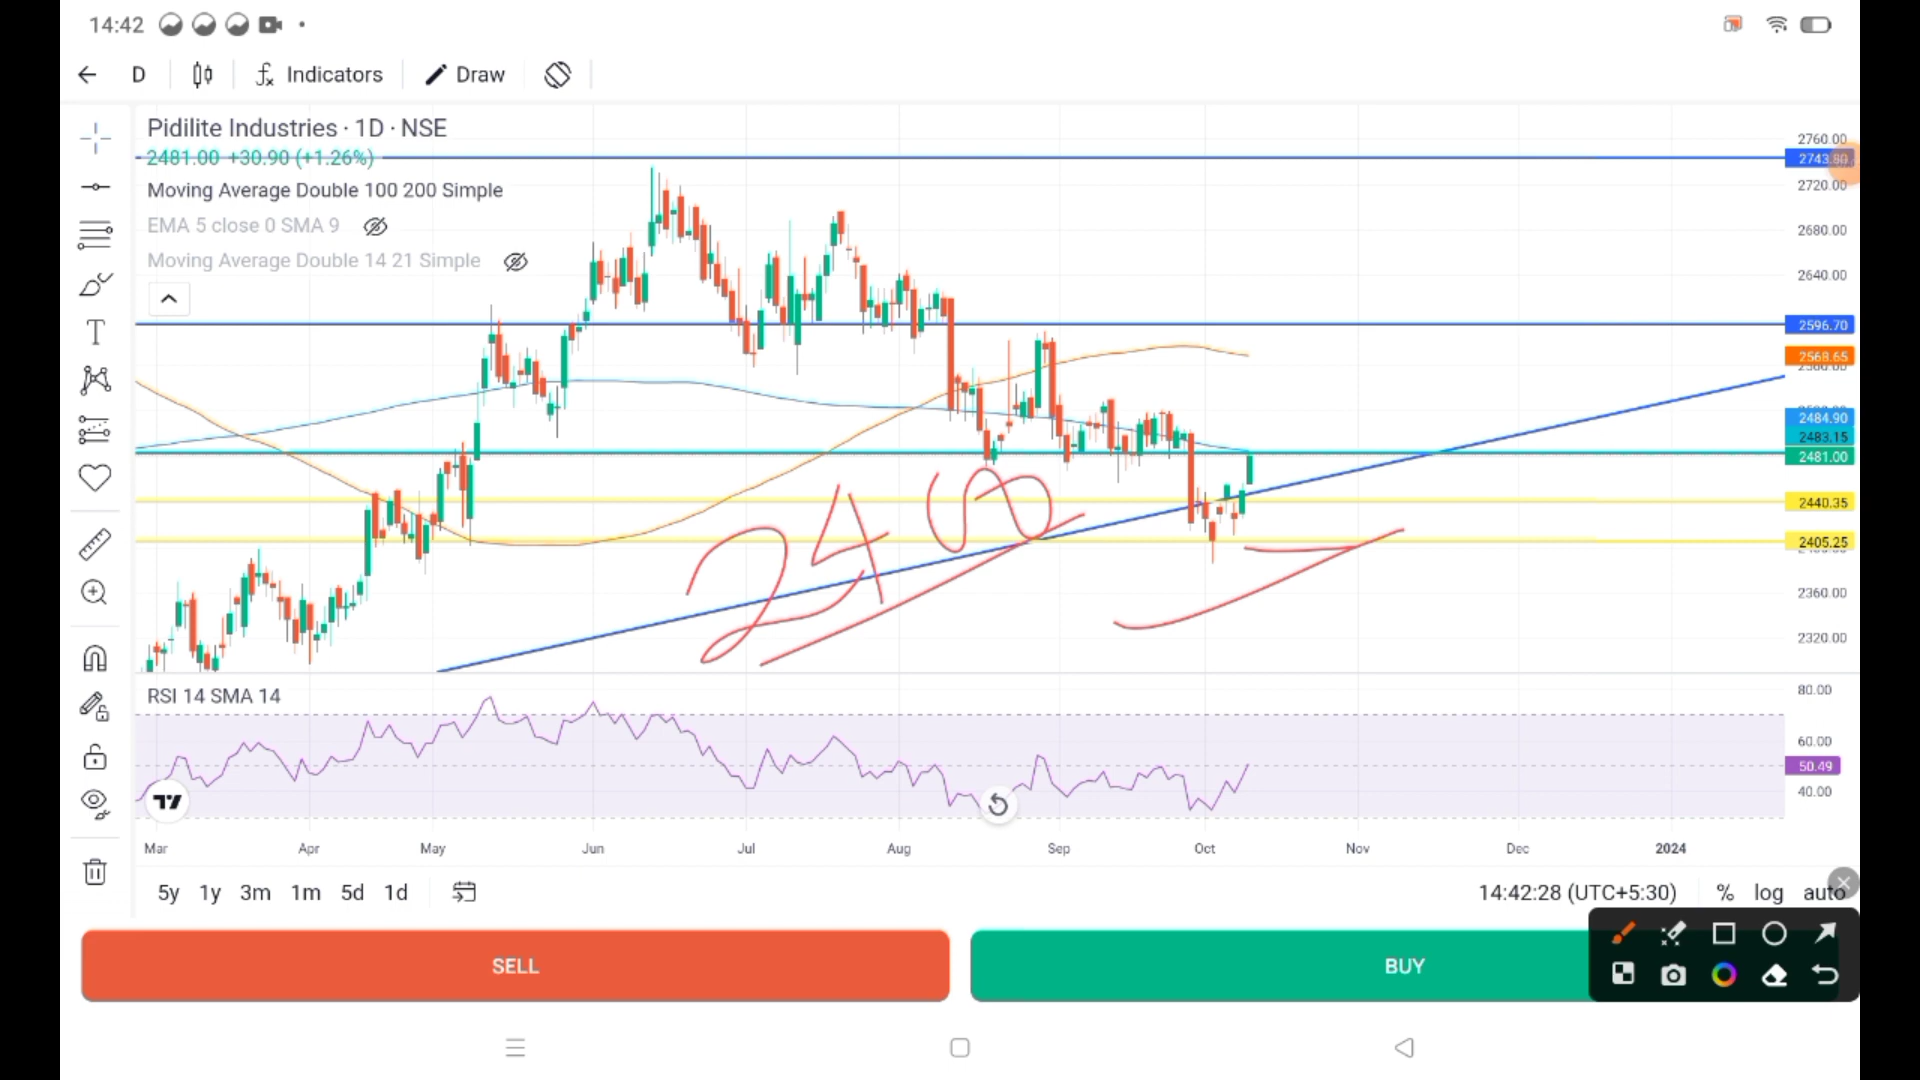 14:42
D Indicators Draw
Pidilite Industries · 1D · NSE
2481.00 +30.90 (+1.26%)
Moving Average Double 100 200 Simple
EMA 5 close 0 SMA 9
Moving Average Double 14 21 Simple
2760.00
2743.80
2720.00
2680.00
2640.00
2596.70
2568.65
2560.00
2484.90
2483.15
2481.00
2440.35
2405.25
2360.00
2320.00
248
RSI 14 SMA 14
80.00
60.00
50.49
40.00
Mar Apr May Jun Jul Aug Sep Oct Nov Dec 2024
5y 1y 3m 1m 5d 1d 14:42:28 (UTC+5:30) % log auto
SELL BUY